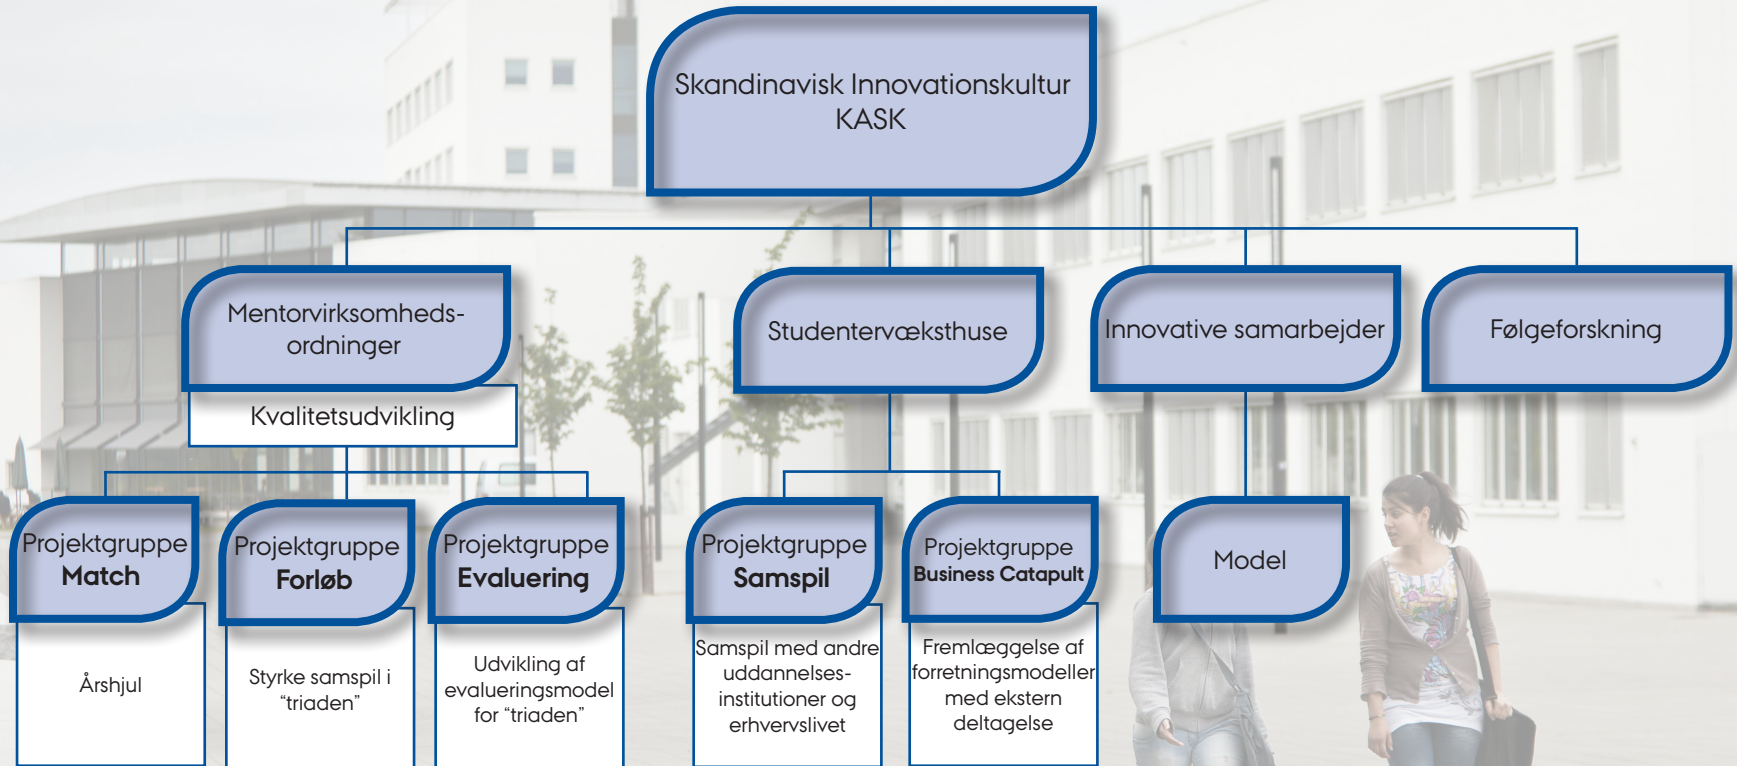 Skandinavisk Innovationskultur
KASK
Mentorvirksomheds-
ordninger
Kvalitetsudvikling
Studentervæksthuse
Innovative samarbejder
Følgeforskning
Projektgruppe
Match
Årshjul
Projektgruppe
Forløb
Styrke samspil i
“triaden”
Projektgruppe
Evaluering
Udvikling af
evalueringsmodel
for “triaden”
Projektgruppe
Samspil
Samspil med andre
uddannelses-
institutioner og
erhvervslivet
Projektgruppe
Business Catapult
Fremlæggelse af
forretningsmodeller
med ekstern
deltagelse
Model